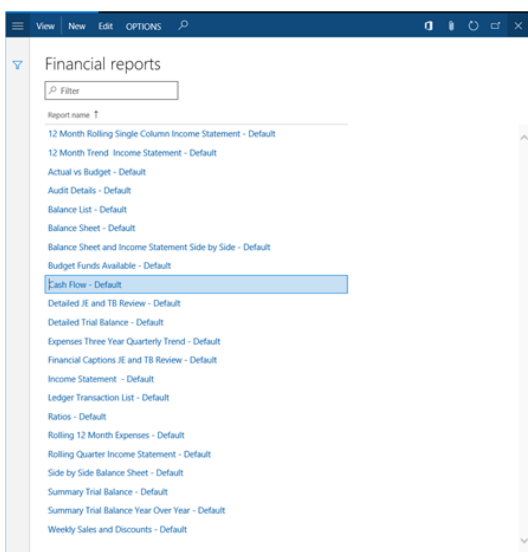 View New Edit OPTIONS
Financial reports
Filter
Report name ↑
12 Month Rolling Single Column Income Statement - Default
12 Month Trend Income Statement - Default
Actual vs Budget - Default
Audit Details - Default
Balance List - Default
Balance Sheet - Default
Balance Sheet and Income Statement Side by Side - Default
Budget Funds Available - Default
Cash Flow - Default
Detailed JE and TB Review - Default
Detailed Trial Balance - Default
Expenses Three Year Quarterly Trend - Default
Financial Captions JE and TB Review - Default
Income Statement - Default
Ledger Transaction List - Default
Ratios - Default
Rolling 12 Month Expenses - Default
Rolling Quarter Income Statement - Default
Side by Side Balance Sheet - Default
Summary Trial Balance - Default
Summary Trial Balance Year Over Year - Default
Weekly Sales and Discounts - Default